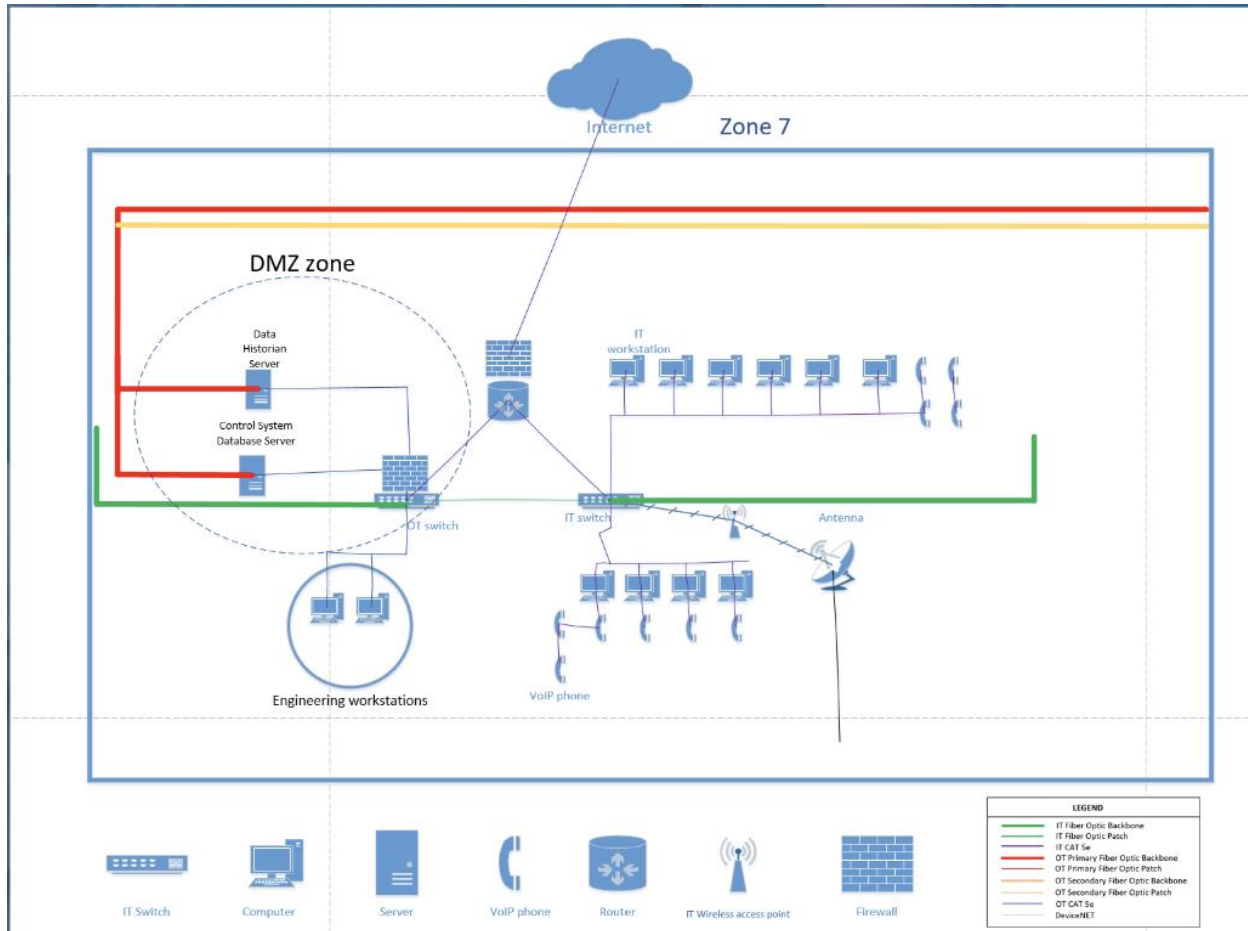 Internet
Zone 7
DMZ zone
Data
Historian
Server
IT
workstation
Control System
Database Server
OT switch
IT switch
Antenna
VoIP phone
Engineering workstations
LEGEND
IT Fiber Optic Backbone
IT Fiber Optic Patch
IT CAT 5e
OT Primary Fiber Optic Backbone
OT Primary Fiber Optic Patch
OT Secondary Fiber Optic Backbone
OT Secondary Fiber Optic Patch
OT CAT 5e
DeviceNET
IT Switch
Computer
Server
VoIP phone
Router
IT Wireless access point
Firewall